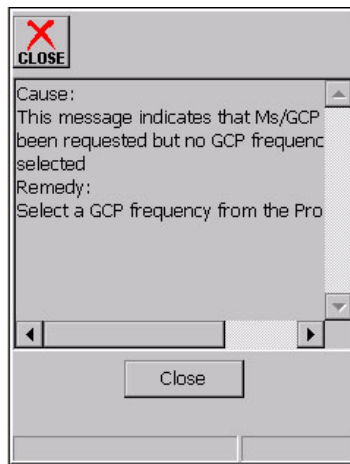 CLOSE
Cause:
This message indicates that Ms/GCP
been requested but no GCP frequenc
selected
Remedy:
Select a GCP frequency from the Pro
Close